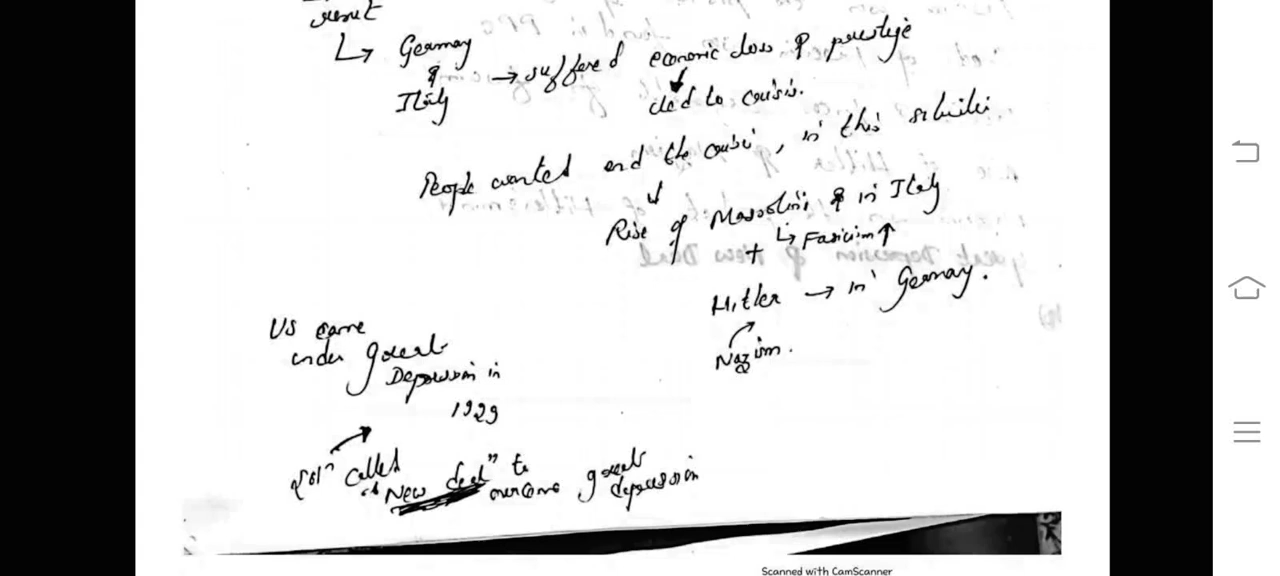 result
↳ Germany & Italy → suffered economic loss & prestige
↓
led to crisis.
People wanted end the crisis, in this
↓
Rise of Mussolini & in Italy
↳ Fascism ↑
+
Hitler → in Germany.
Nazism.
US came
under great
Depression in
1929
called
"New deal" to
overcome great
depression
Scanned with CamScanner